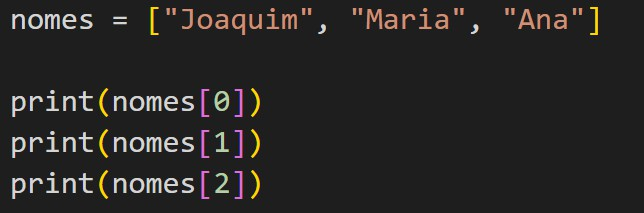 nomes = ["Joaquim", "Maria", "Ana"]
print(nomes[0])
print(nomes[1])
print(nomes[2])